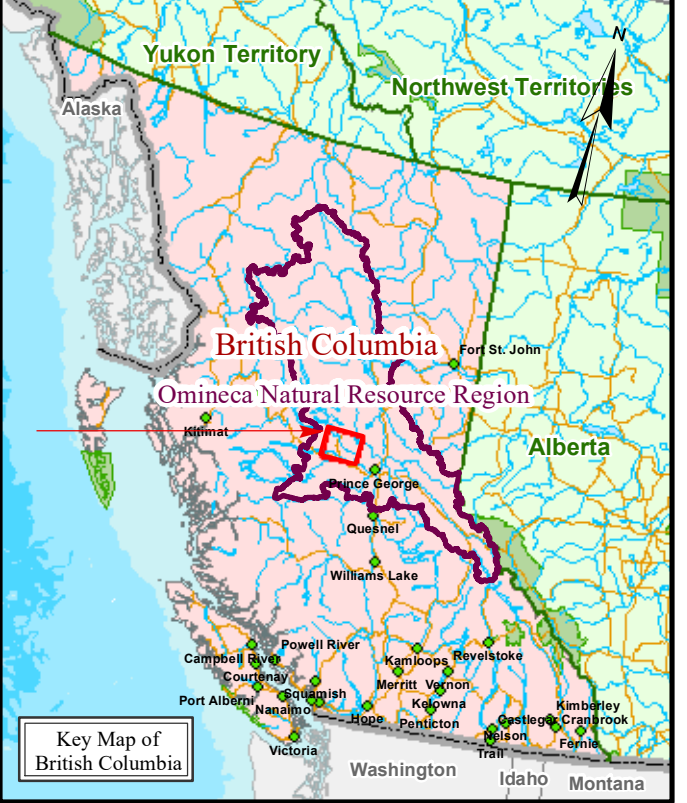 N
Yukon Territory
Northwest Territories
Alaska
British Columbia
Fort St. John
Omineca Natural Resource Region
Kitimat
Alberta
Prince George
Quesnel
Williams Lake
Powell River
Campbell River
Kamloops
Revelstoke
Courtenay
Merritt
Vernon
Squamish
Port Alberni
Nanaimo
Kelowna
Kimberley
Hope
Penticton
Castlegar
Cranbrook
Nelson
Fernie
Victoria
Trail
Key Map of
British Columbia
Washington
Idaho
Montana